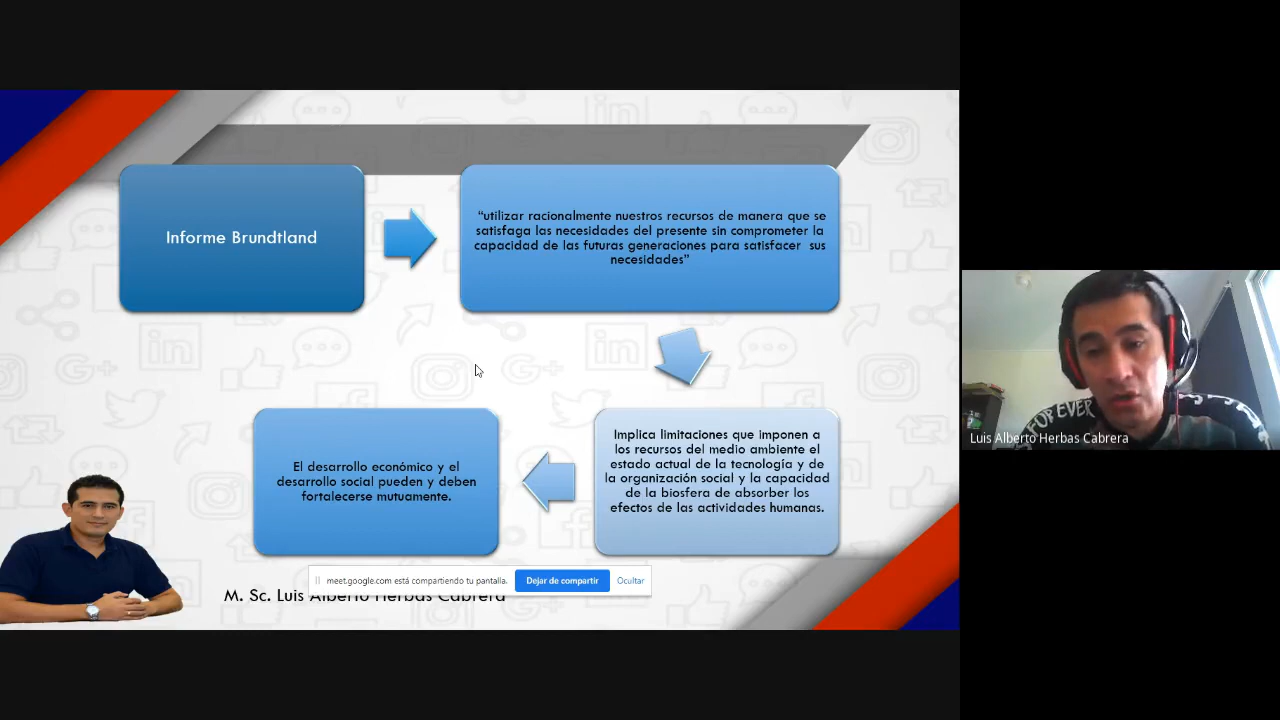 Informe Brundtland
“utilizar racionalmente nuestros recursos de manera que se
satisfaga las necesidades del presente sin comprometer la
capacidad de las futuras generaciones para satisfacer sus
necesidades”
Implica limitaciones que imponen a
los recursos del medio ambiente el
estado actual de la tecnología y de
la organización social y la capacidad
de la biosfera de absorber los
efectos de las actividades humanas.
El desarrollo económico y el
desarrollo social pueden y deben
fortalecerse mutuamente.
meet.google.com está compartiendo tu pantalla.
Dejar de compartir
Ocultar
M. Sc. Luis Alberto Herbas Cabrera
FOREVER
Luis Alberto Herbas Cabrera
in
G+
in
in
G+